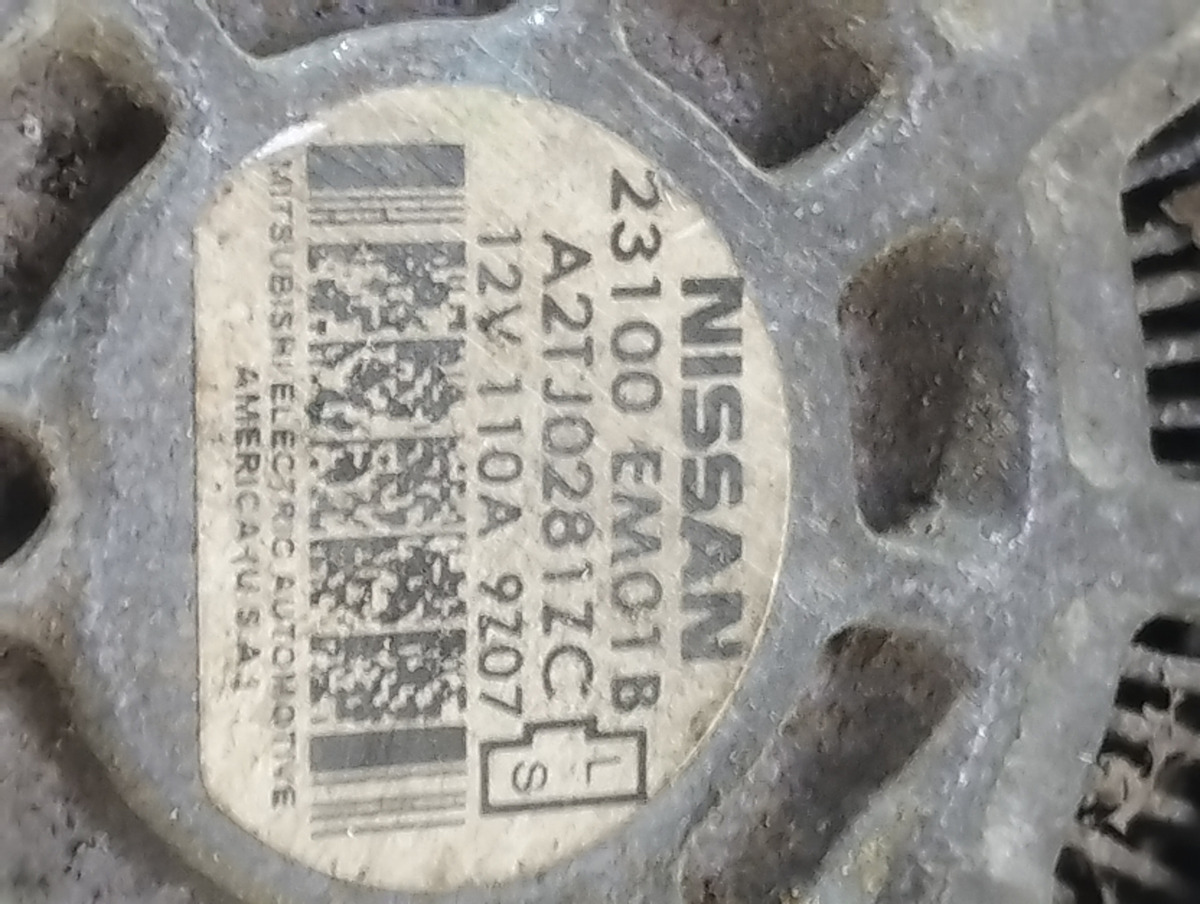 NISSAN
23100 EM01B
A2TJ0281ZC
12V 110A 9Z07
L
S
MITSUBISHI ELECTRIC AUTOMOTIVE
AMERICA (U.S.A.)